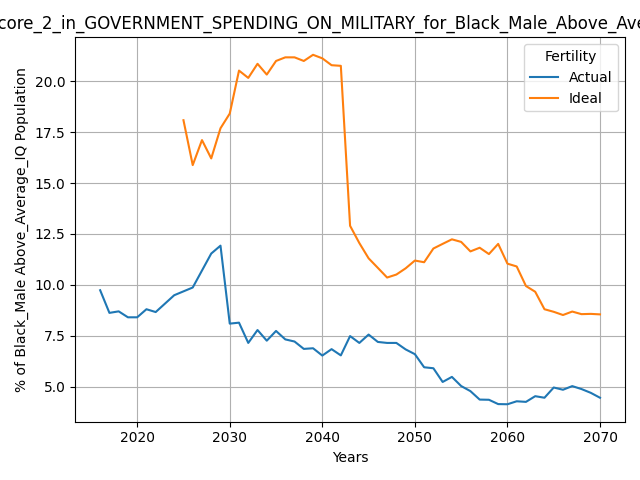 core_2_in_GOVERNMENT_SPENDING_ON_MILITARY_for_Black_Male_Above_Ave
Fertility
Actual
Ideal
% of Black_Male Above_Average_IQ Population
20.0
17.5
15.0
12.5
10.0
7.5
5.0
2020 2030 2040 2050 2060 2070
Years